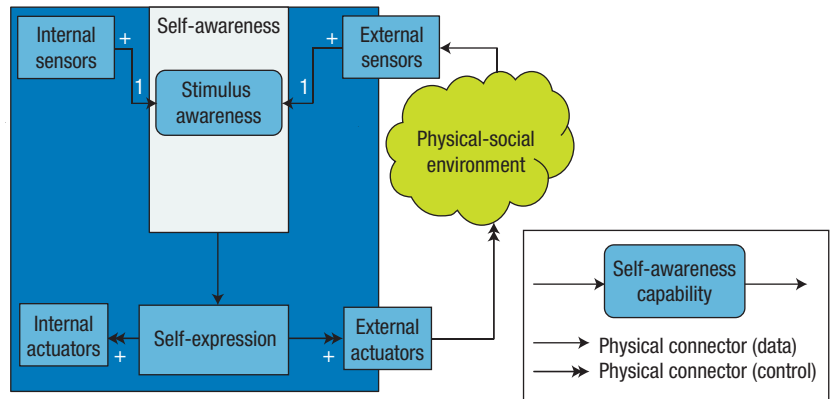 Internal
sensors
+
1
Self-awareness
Stimulus
awareness
+
1
External
sensors
Physical-social
environment
Internal
actuators
+
Self-expression
+
External
actuators
Self-awareness
capability
Physical connector (data)
Physical connector (control)